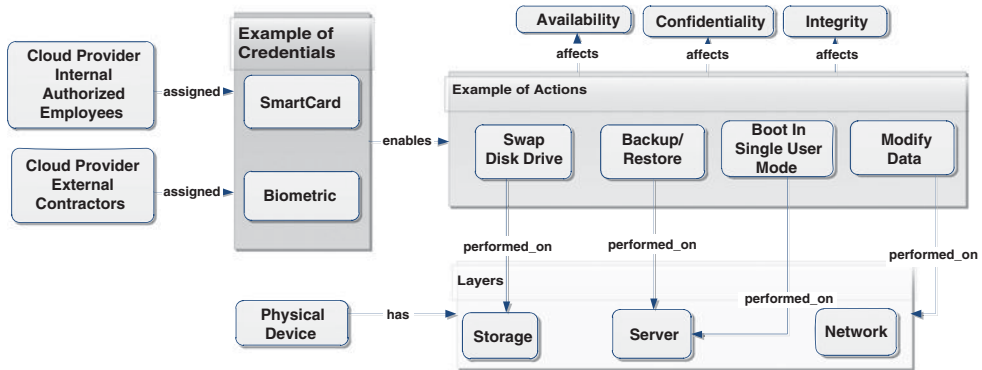 Availability
Confidentiality
Integrity
affects
affects
affects
Cloud Provider
Internal
Authorized
Employees
assigned
Cloud Provider
External
Contractors
assigned
Example of
Credentials
SmartCard
Biometric
enables
Example of Actions
Swap
Disk Drive
Backup/
Restore
Boot In
Single User
Mode
Modify
Data
performed_on
performed_on
performed_on
performed_on
Physical
Device
has
Layers
Storage
Server
Network